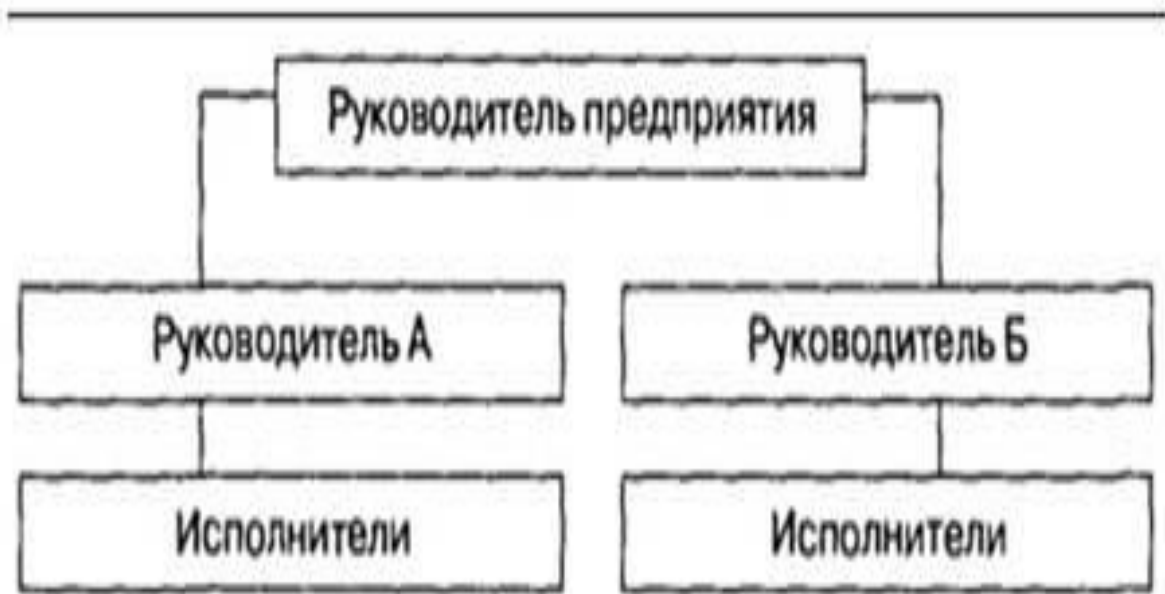 Руководитель предприятия
Руководитель А
Руководитель Б
Исполнители
Исполнители